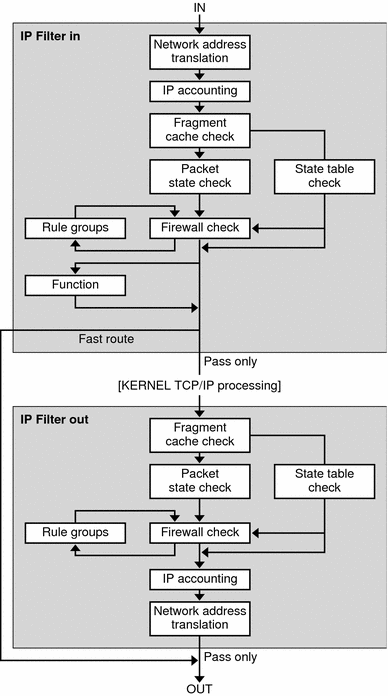 IN
IP Filter in
Network address
translation
IP accounting
Fragment
cache check
Packet
state check
State table
check
Rule groups
Firewall check
Function
Fast route
Pass only
[KERNEL TCP/IP processing]
IP Filter out
Fragment
cache check
Packet
state check
State table
check
Rule groups
Firewall check
IP accounting
Network address
translation
Pass only
OUT